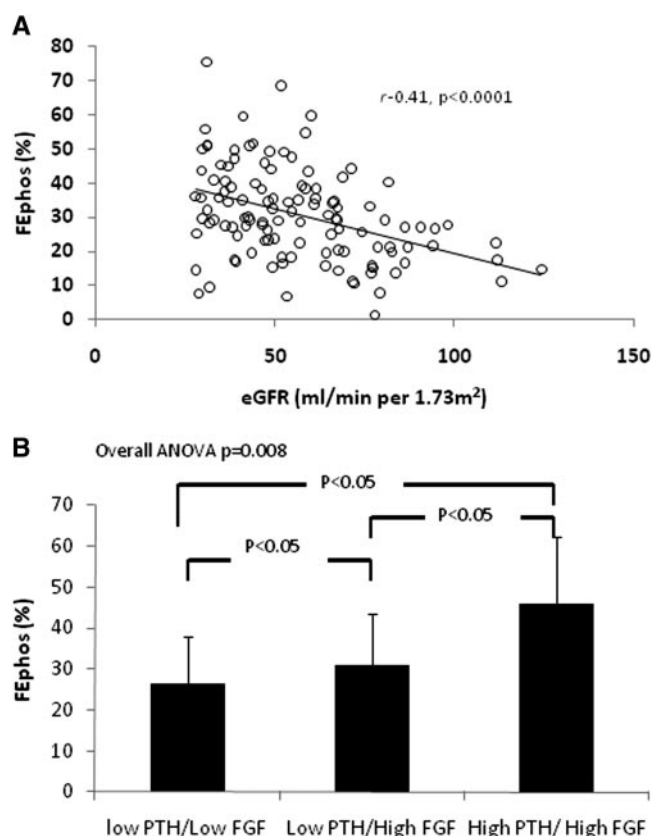 A
80
70
60
50
40
30
20
10
0
FEphos (%)
r-0.41, p<0.0001
0 50 100 150
eGFR (ml/min per 1.73m²)
B
Overall ANOVA p=0.008
70
60
50
40
30
20
10
0
FEphos (%)
P<0.05
P<0.05
P<0.05
low PTH/Low FGF Low PTH/High FGF High PTH/ High FGF